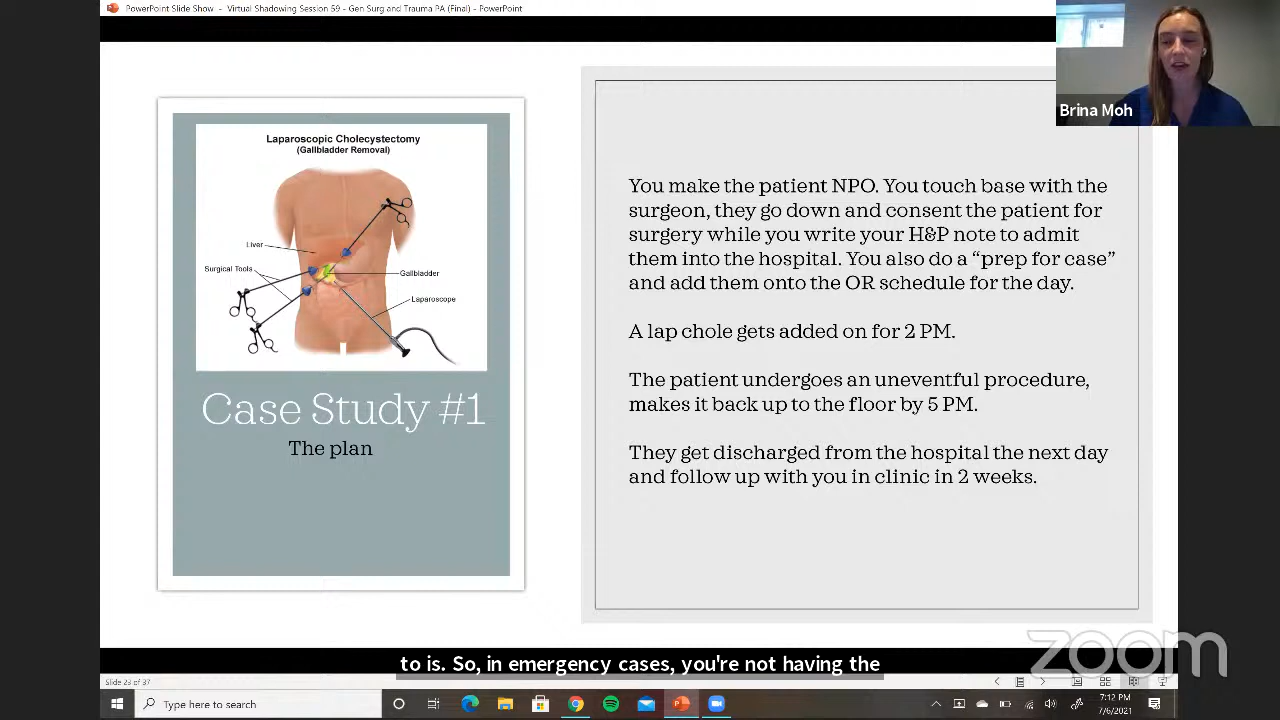 PowerPoint Slide Show - Virtual Shadowing Session 59 - Gen Surg and Trauma PA (Final) - PowerPoint
Brina Moh
Laparoscopic Cholecystectomy
(Gallbladder Removal)
Liver
Surgical Tools
Gallbladder
Laparoscope
Case Study #1
The plan
You make the patient NPO. You touch base with the
surgeon, they go down and consent the patient for
surgery while you write your H&P note to admit
them into the hospital. You also do a “prep for case”
and add them onto the OR schedule for the day.
A lap chole gets added on for 2 PM.
The patient undergoes an uneventful procedure,
makes it back up to the floor by 5 PM.
They get discharged from the hospital the next day
and follow up with you in clinic in 2 weeks.
to is. So, in emergency cases, you're not having the
zoom
Slide 23 of 37
Type here to search
7:12 PM
7/6/2021